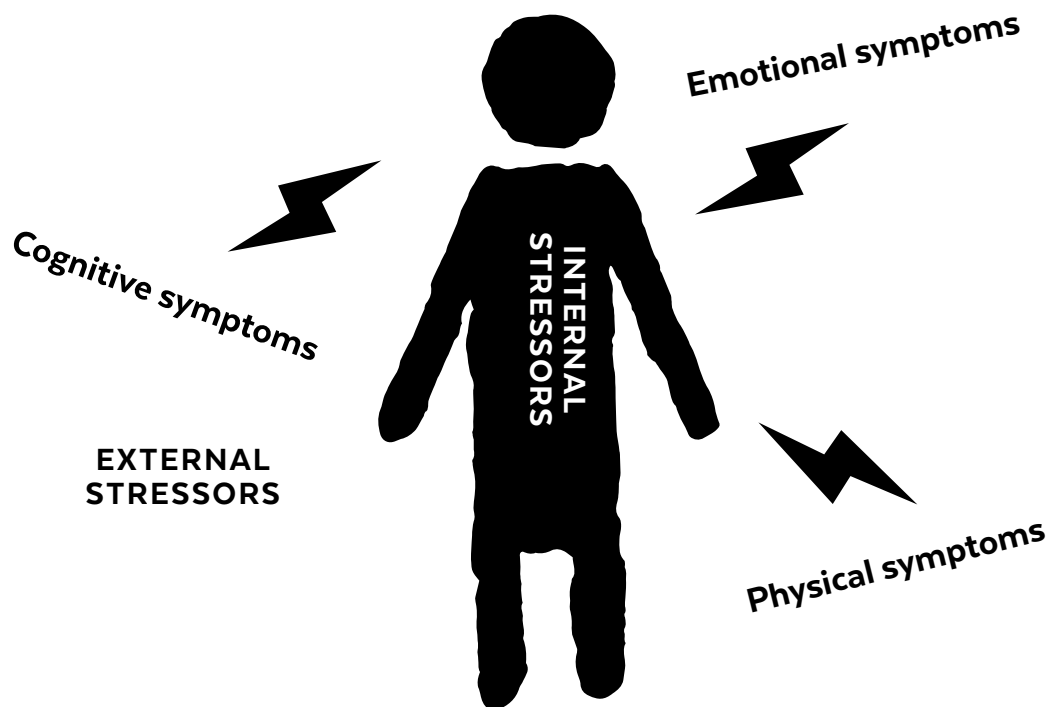 Emotional symptoms
Cognitive symptoms
INTERNAL
STRESSORS
EXTERNAL
STRESSORS
Physical symptoms